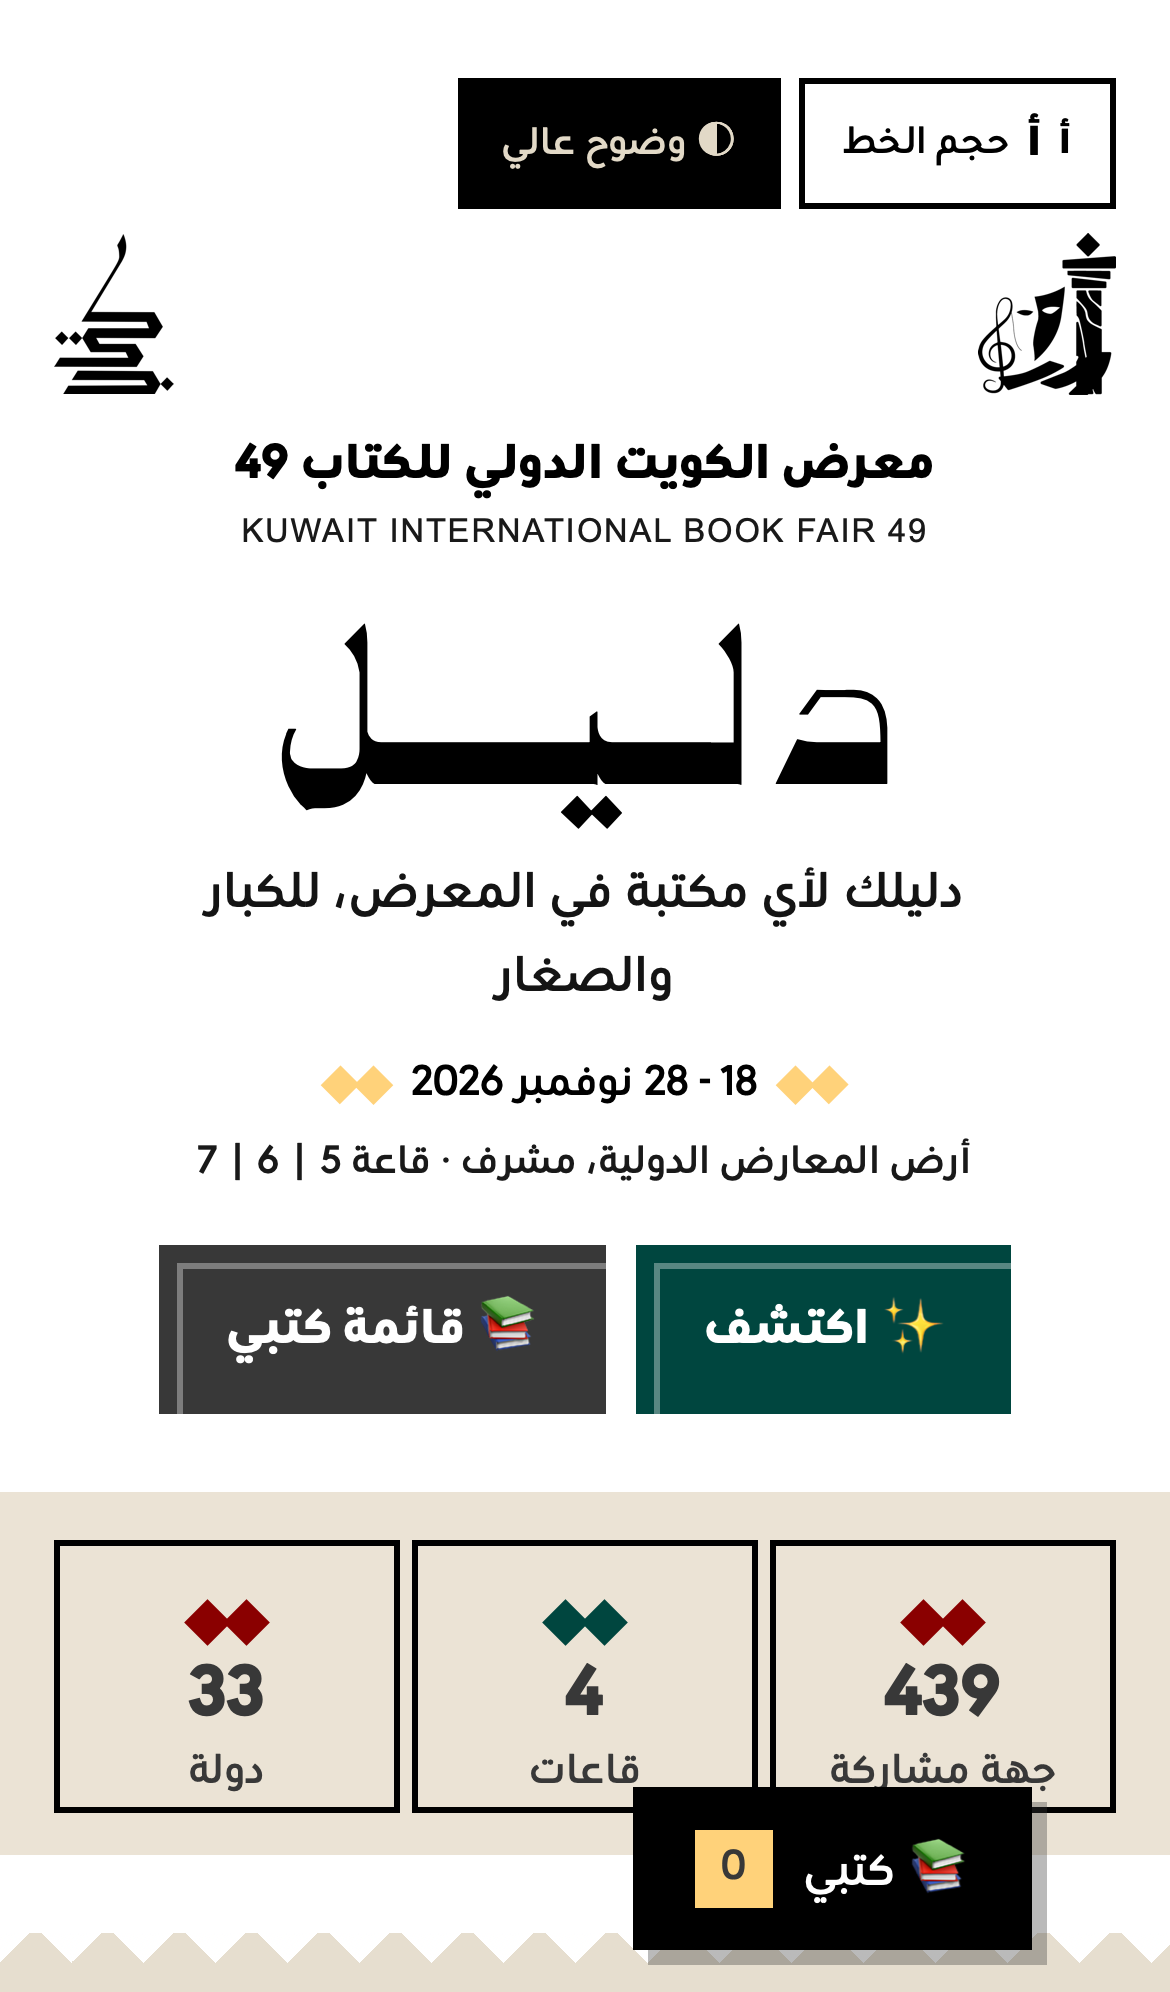 أ أ حجم الخط
وضوح عالي
معرض الكويت الدولي للكتاب 49
KUWAIT INTERNATIONAL BOOK FAIR 49
دليل
دليلك لأي مكتبة في المعرض، للكبار
والصغار
18 - 28 نوفمبر 2026
أرض المعارض الدولية، مشرف · قاعة 5 | 6 | 7
اكتشف
قائمة كتبي
439
جهة مشاركة
4
قاعات
33
دولة
كتبي 0